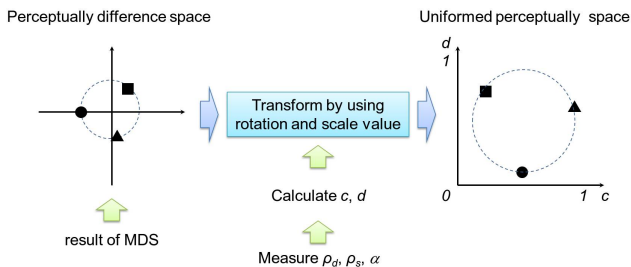 Perceptually difference space
Uniformed perceptually space
d
1
Transform by using
rotation and scale value
0
1 c
Calculate c, d
result of MDS
Measure ρd, ρs, α